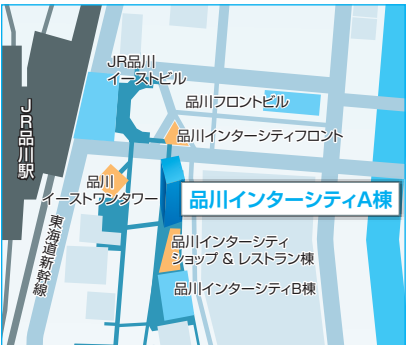 JR品川
イーストビル
品川フロントビル
JR品川駅
品川インターシティフロント
品川
イーストワンタワー
品川インターシティA棟
東海道新幹線
品川インターシティ
ショップ & レストラン棟
品川インターシティB棟